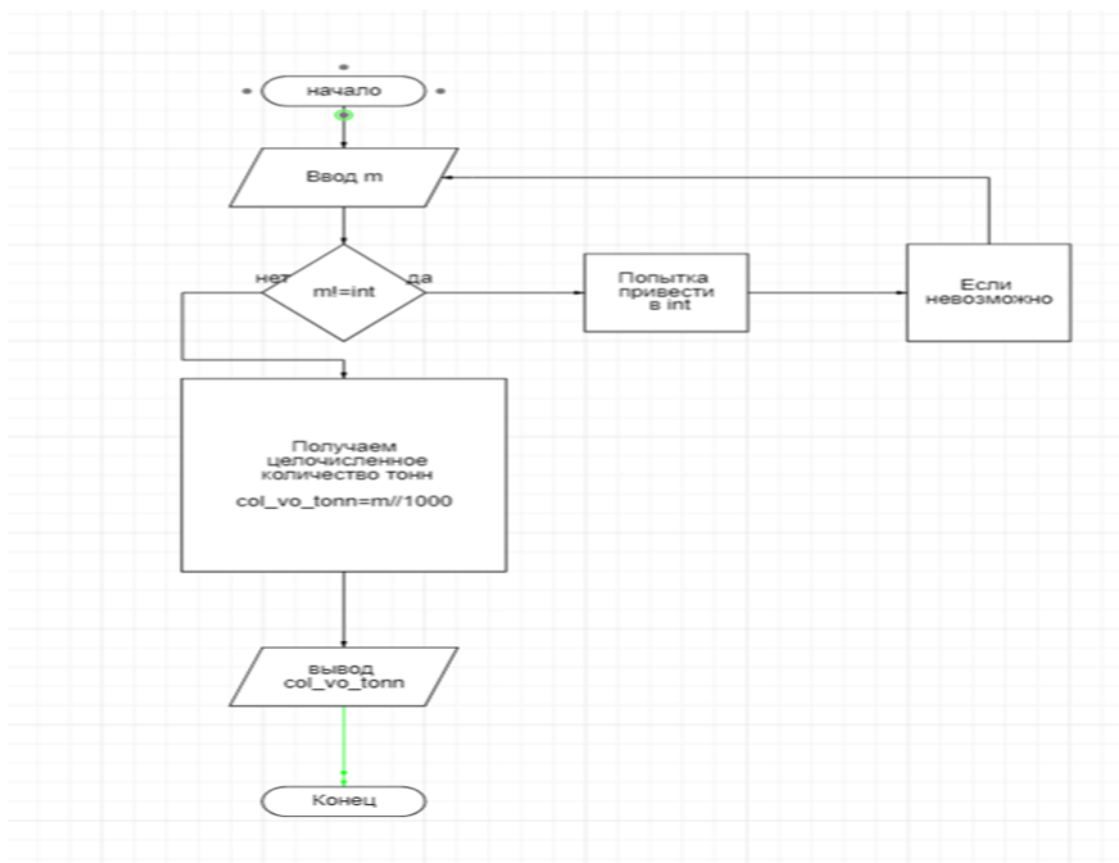 начало
Ввод m
нет
да
m!=int
Попытка
привести
в int
Если
невозможно
Получаем
целочисленное
количество тонн
col_vo_tonn=m//1000
вывод
col_vo_tonn
Конец